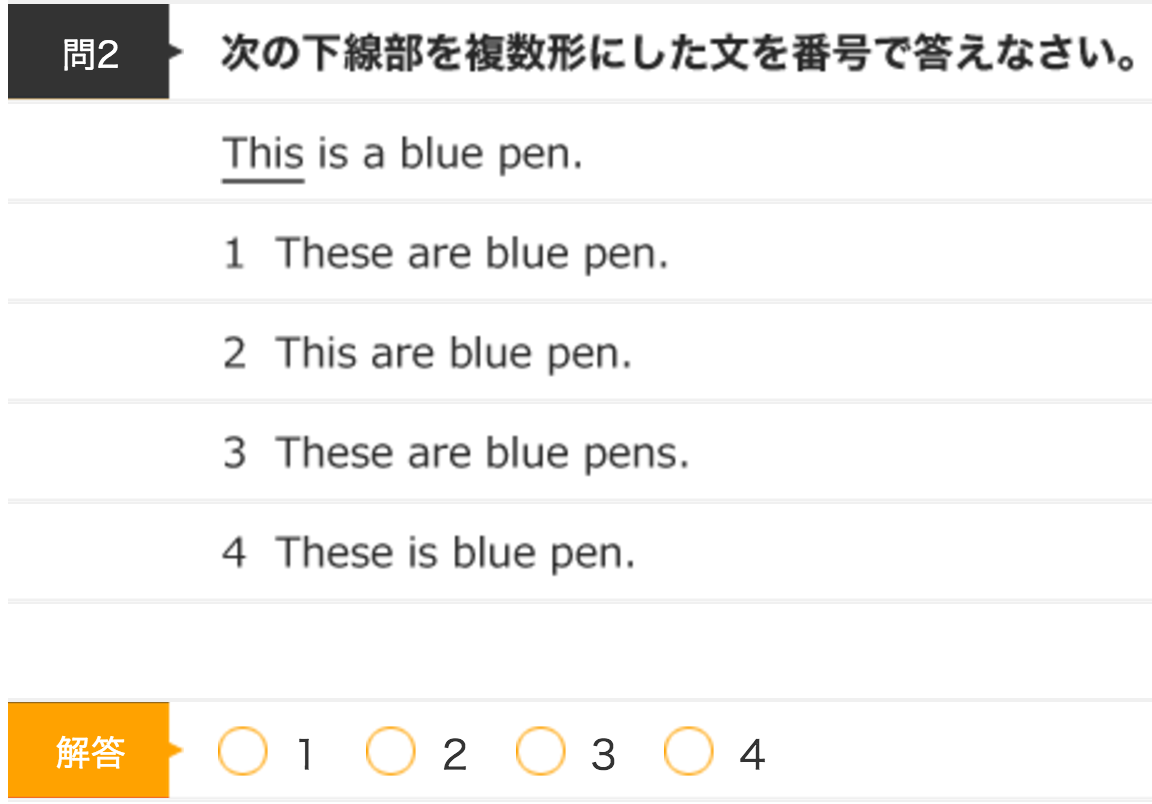 問2 次の下線部を複数形にした文を番号で答えなさい。
This is a blue pen.
1 These are blue pen.
2 This are blue pen.
3 These are blue pens.
4 These is blue pen.
解答 1 2 3 4